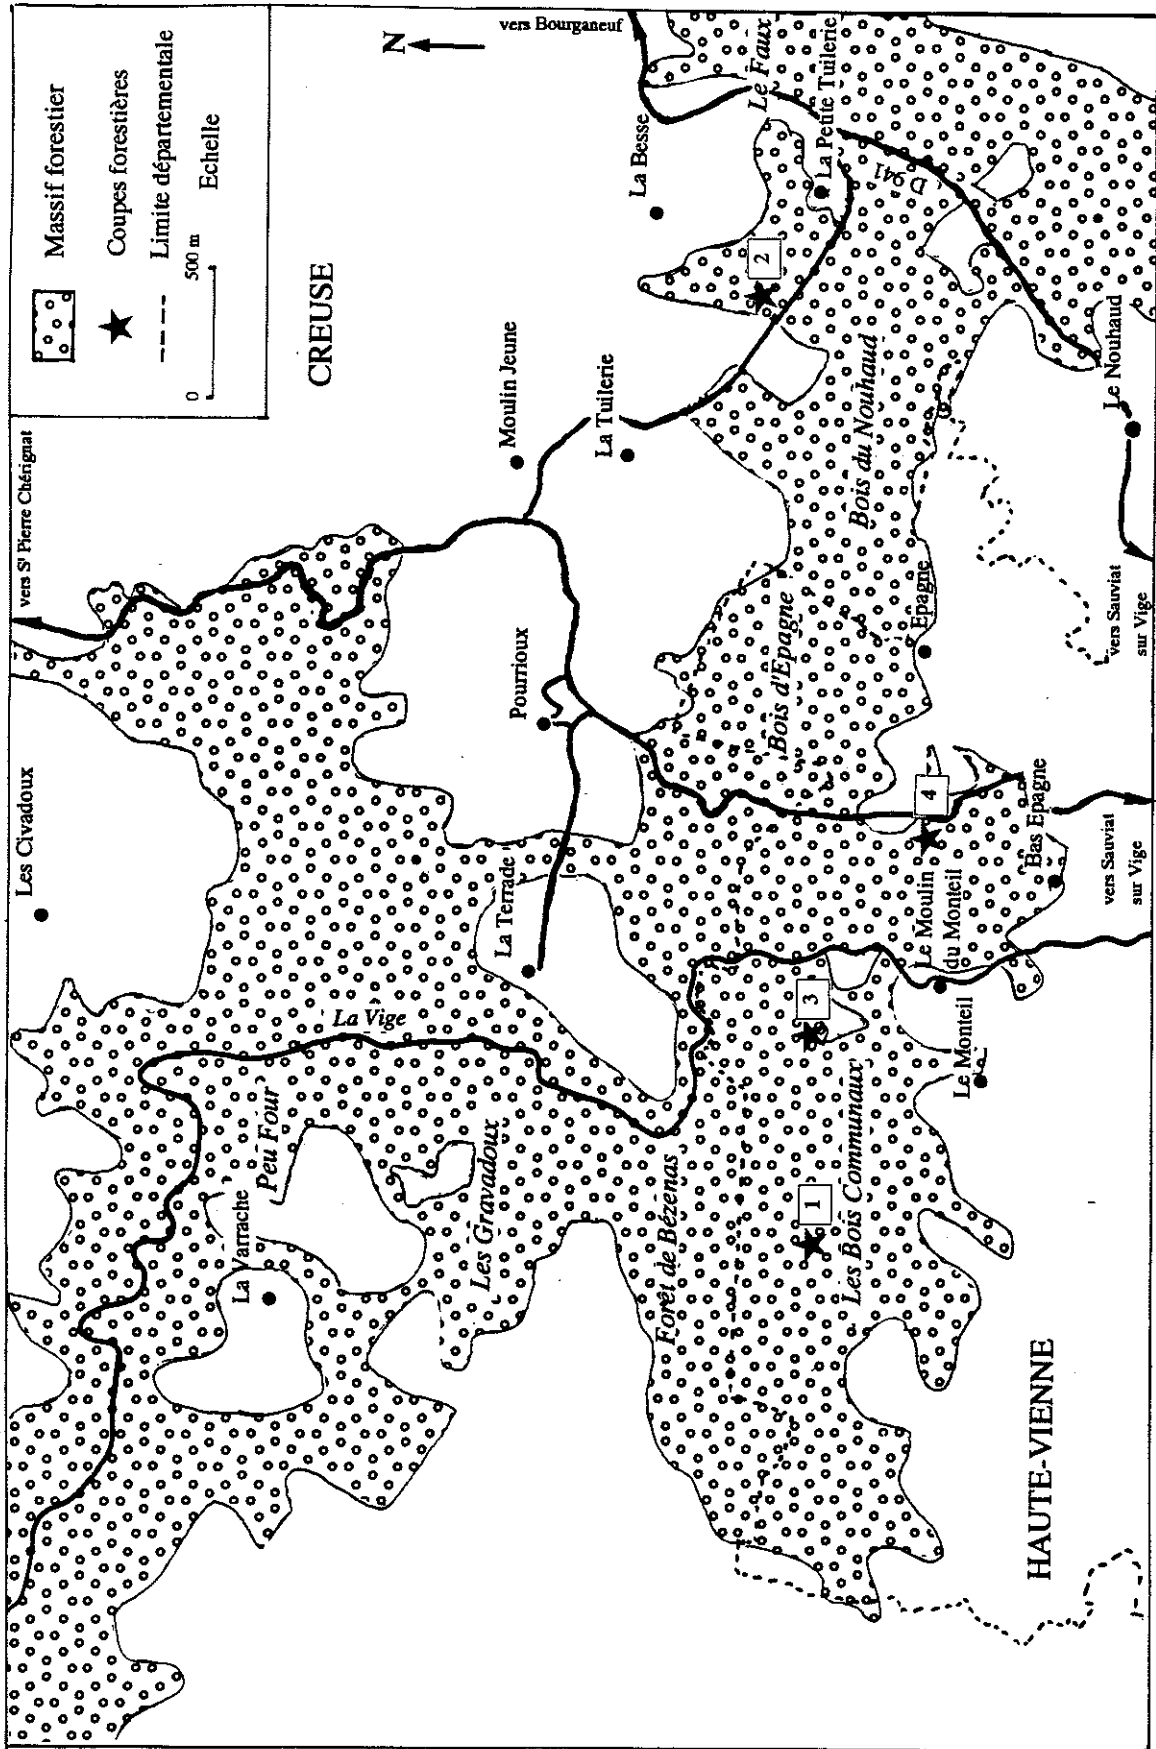 Massif forestier
Coupes forestières
Limite départementale
0
500 m
Echelle
N
vers Bourganeuf
vers St Pierre Chérignat
CREUSE
Les Civadoux
Moulin Jeune
La Besse
Le Faux
La Petite Tuilerie
La Tuilerie
2
D 941
Pourrioux
La Terrade
La Vige
Peu Four
La Varrache
Les Gravadoux
Bois du Nouhaud
Bois d'Epagne
Epagne
Le Nouhaud
vers Sauviat
sur Vige
4
Bas Epagne
vers Sauviat
sur Vige
Le Moulin
du Monteil
3
Le Monteil
Forêt de Bézenas
1
Les Bois Communaux
HAUTE-VIENNE